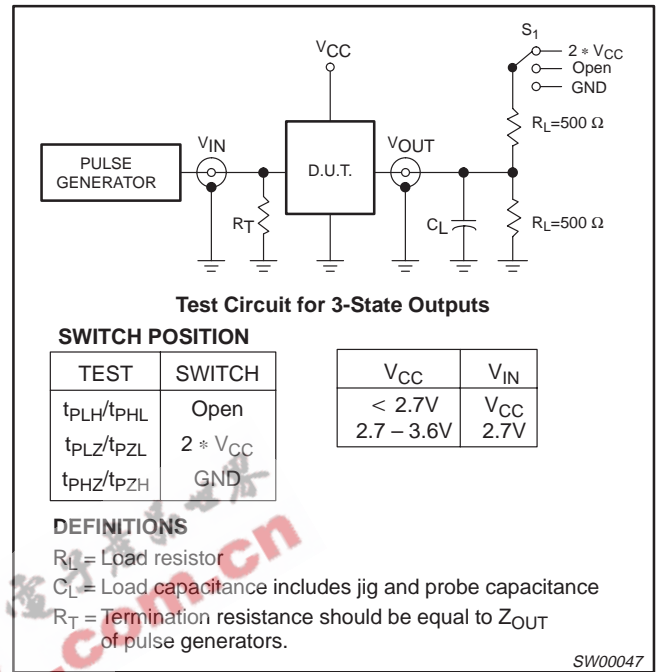 S1
2 * VCC
Open
GND
VCC
RL=500 Ω
VIN
VOUT
PULSE
GENERATOR
D.U.T.
RT
CL
RL=500 Ω
Test Circuit for 3-State Outputs
SWITCH POSITION
TEST SWITCH
tPLH/tPHL Open
tPLZ/tPZL 2 * VCC
tPHZ/tPZH GND
VCC VIN
< 2.7V VCC
2.7 – 3.6V 2.7V
DEFINITIONS
RL = Load resistor
CL = Load capacitance includes jig and probe capacitance
RT = Termination resistance should be equal to ZOUT
of pulse generators.
.com.cn
SW00047